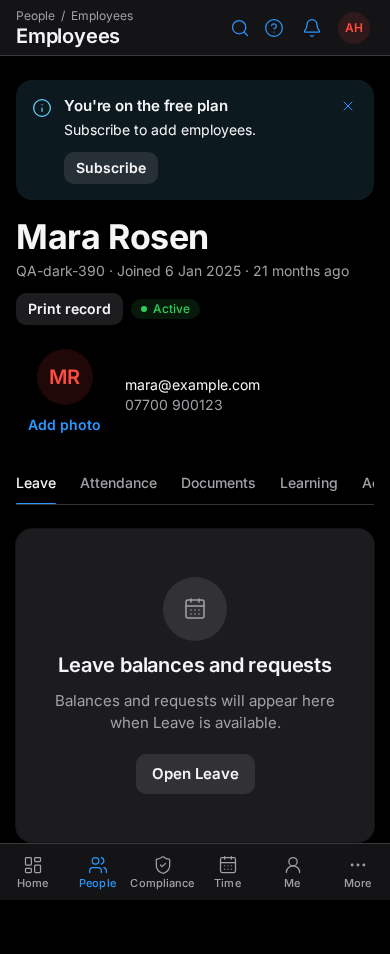 People / Employees
Employees
AH
You're on the free plan
Subscribe to add employees.
Subscribe
Mara Rosen
QA-dark-390 · Joined 6 Jan 2025 · 21 months ago
Print record
Active
MR
Add photo
mara@example.com
07700 900123
Leave Attendance Documents Learning
Leave balances and requests
Balances and requests will appear here
when Leave is available.
Open Leave
Home People Compliance Time Me More